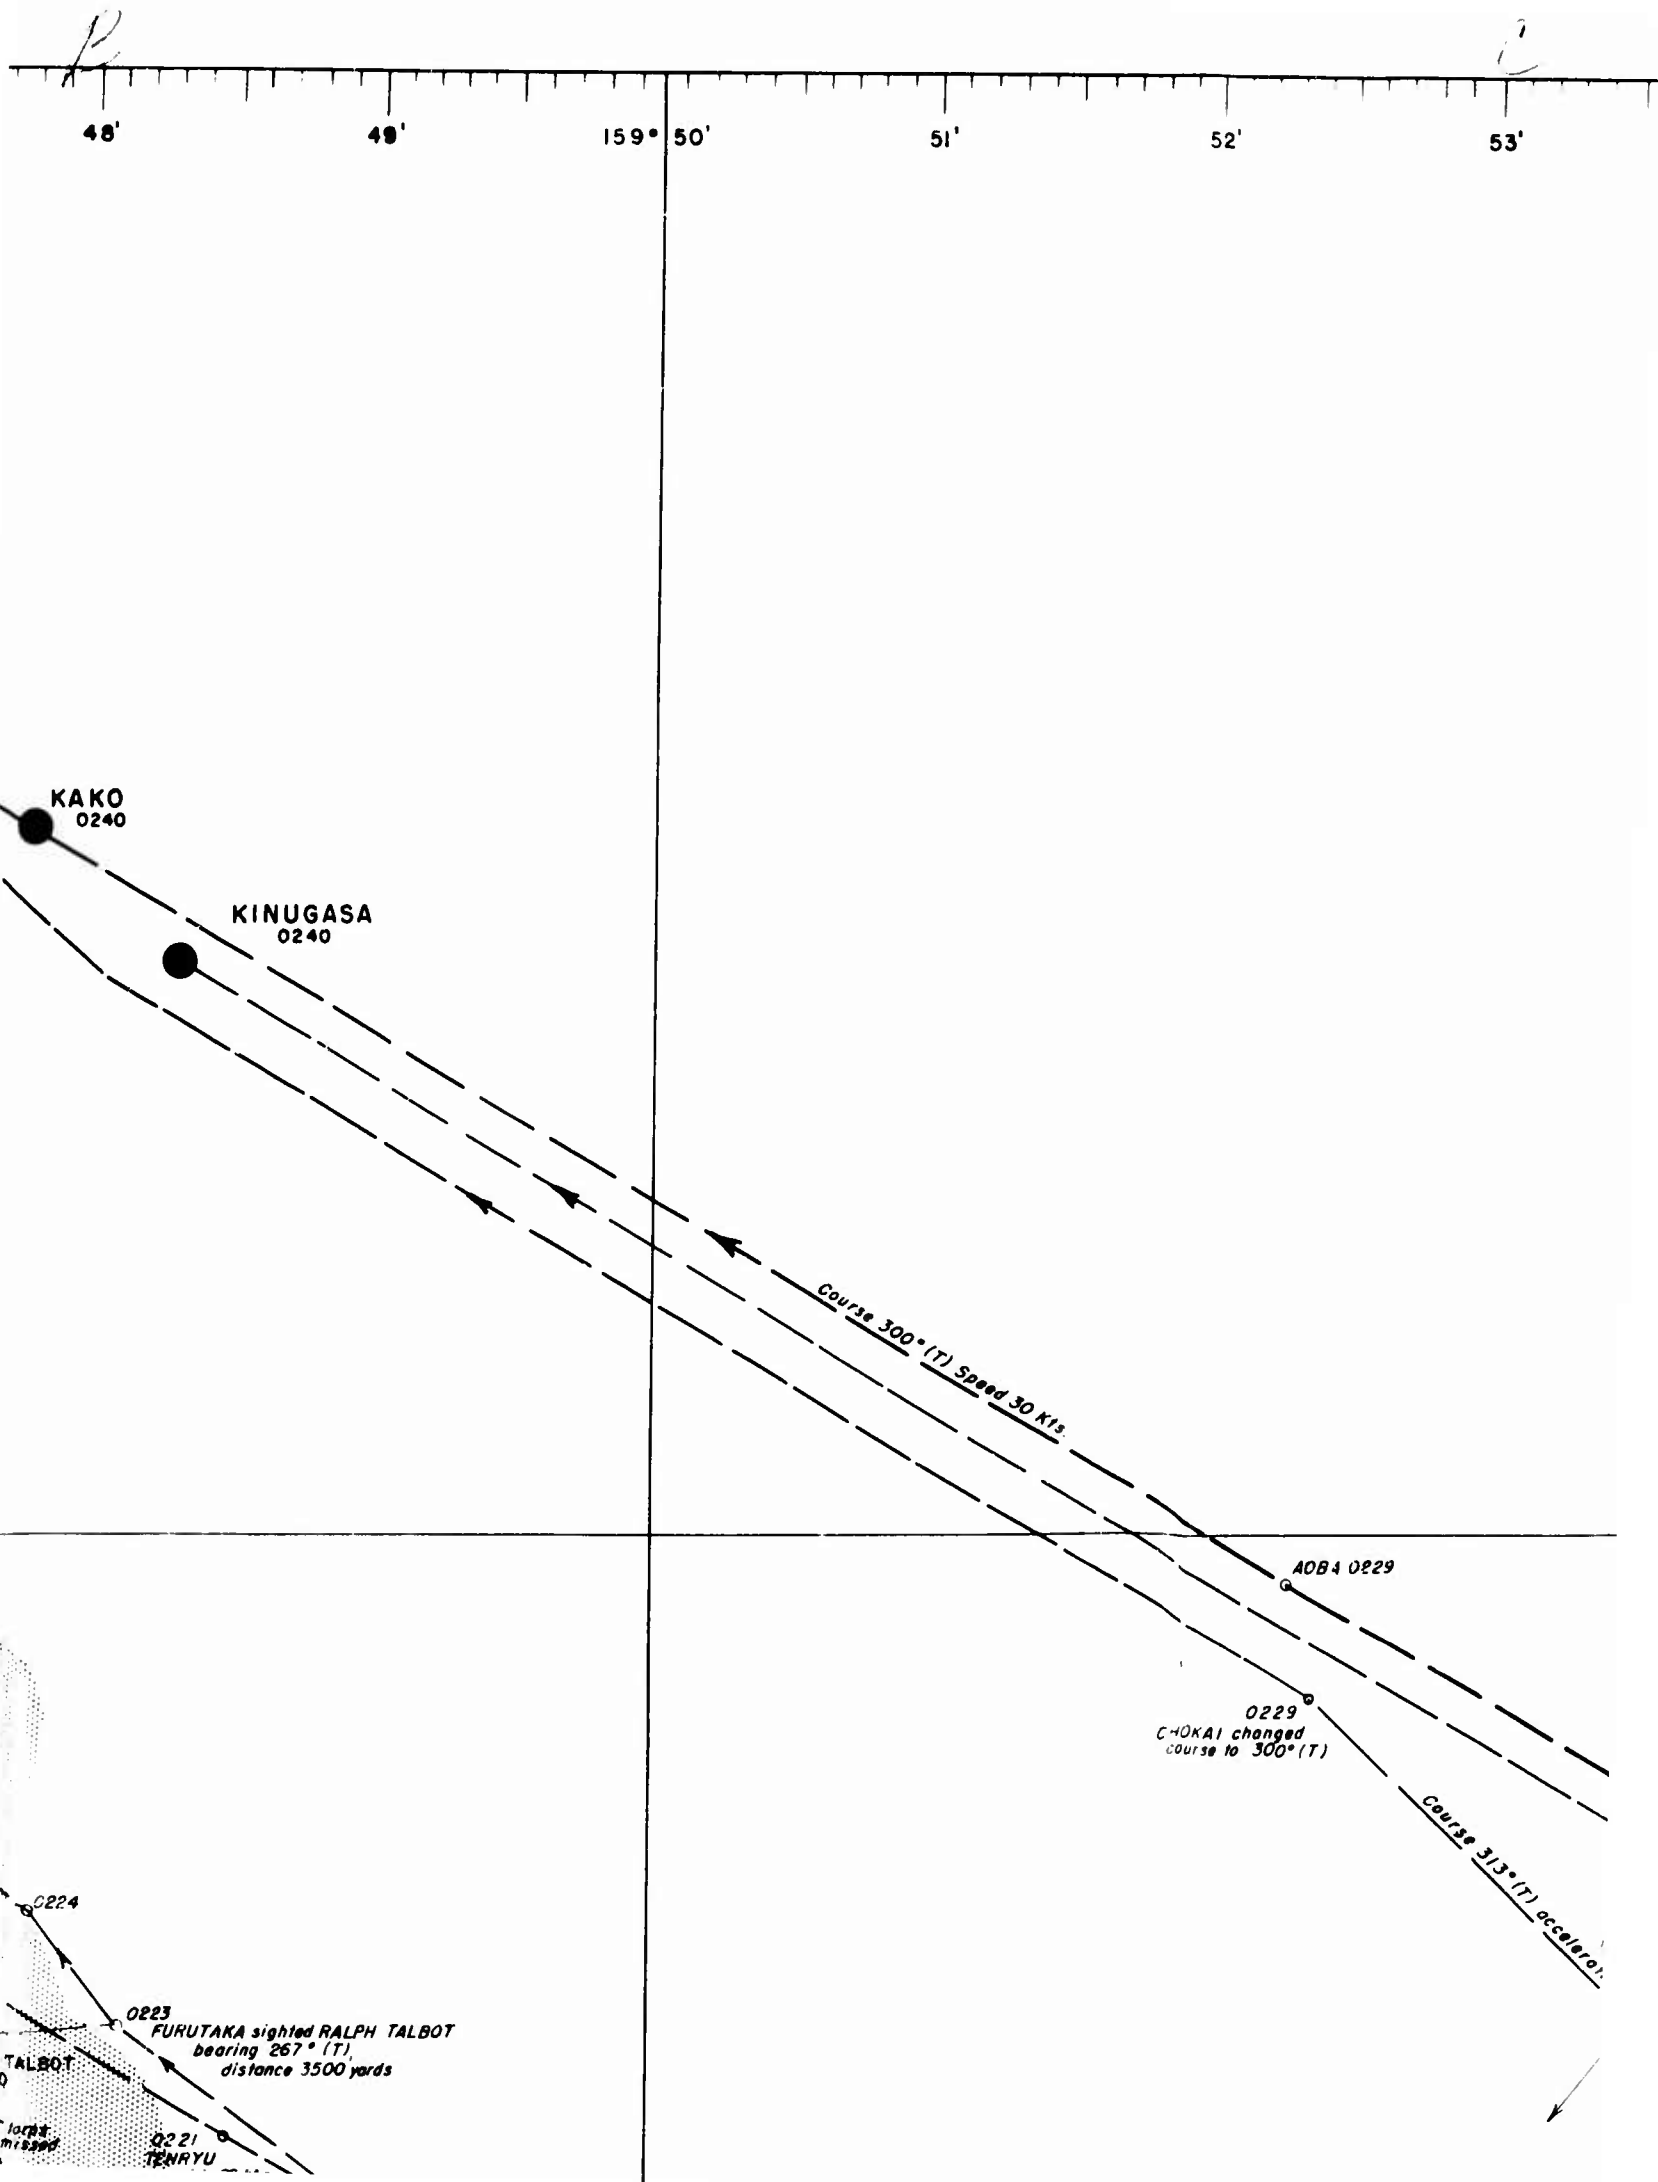 B C
48' 49' 159° 50' 51' 52' 53'
KAKO
0240
KINUGASA
0240
Course 300° (T) Speed 30 Kts.
AOBA 0229
0229
CHOKAI changed
course to 300° (T)
Course 313° (T) accelerat.
0224
0223
FURUTAKA sighted RALPH TALBOT
bearing 267° (T),
distance 3500 yards
TALBOT
missed
0221
TENRYU